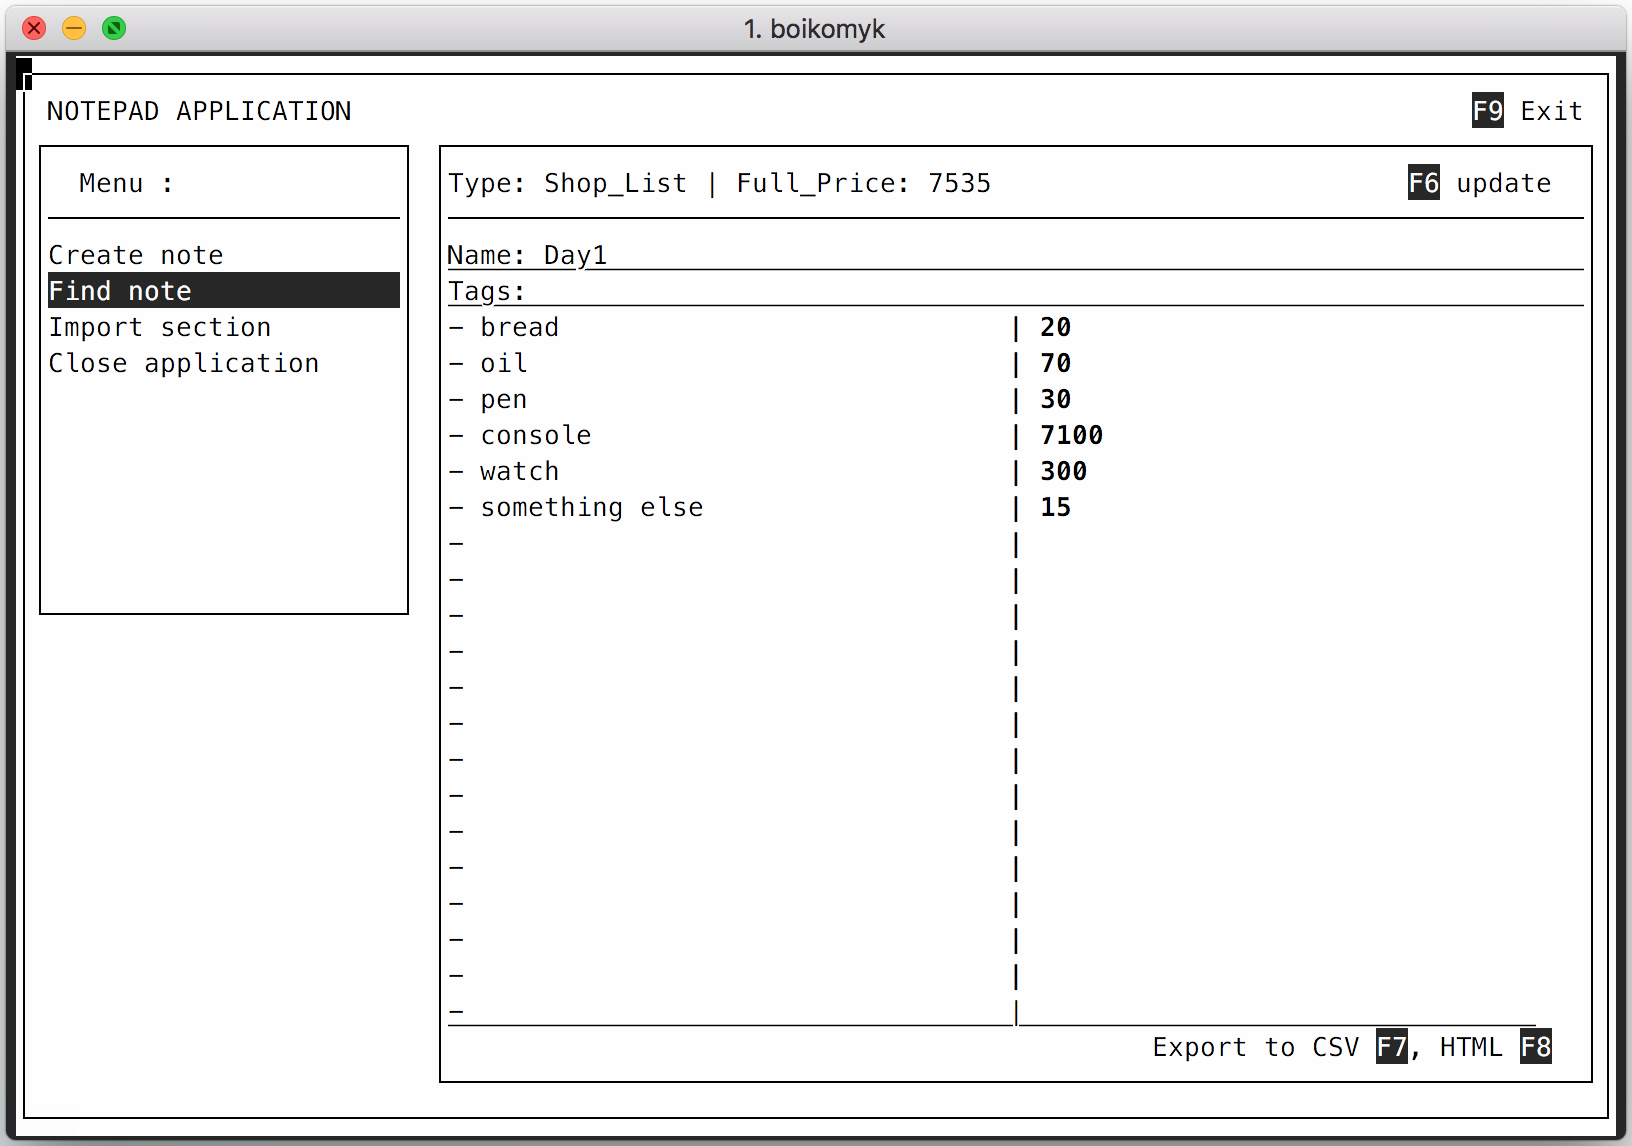 1. boikomyk
NOTEPAD APPLICATION F9 Exit
Menu :
Create note
Find note
Import section
Close application
Type: Shop_List | Full_Price: 7535 F6 update
Name: Day1
Tags:
- bread | 20
- oil | 70
- pen | 30
- console | 7100
- watch | 300
- something else | 15
- |
- |
- |
- |
- |
- |
- |
- |
- |
- |
- |
- |
- |
- |
Export to CSV F7, HTML F8